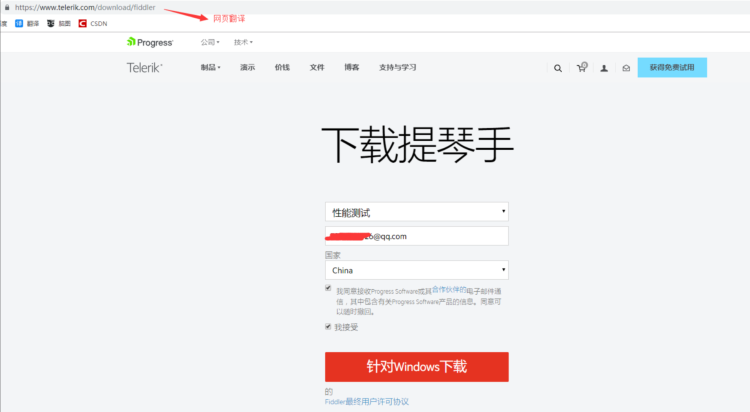 https://www.telerik.com/download/fiddler
网页翻译
度 翻译 脑图 CSDN
Progress 公司 技术
Telerik 制品 演示 价钱 文件 博客 支持与学习 0 获得免费试用
下载提琴手
性能测试
@qq.com
国家
China
我同意接收Progress Software或其合作伙伴的电子邮件通
信，其中包含有关Progress Software产品的信息。同意可
以随时撤回。
我接受
针对Windows下载
的
Fiddler最终用户许可协议